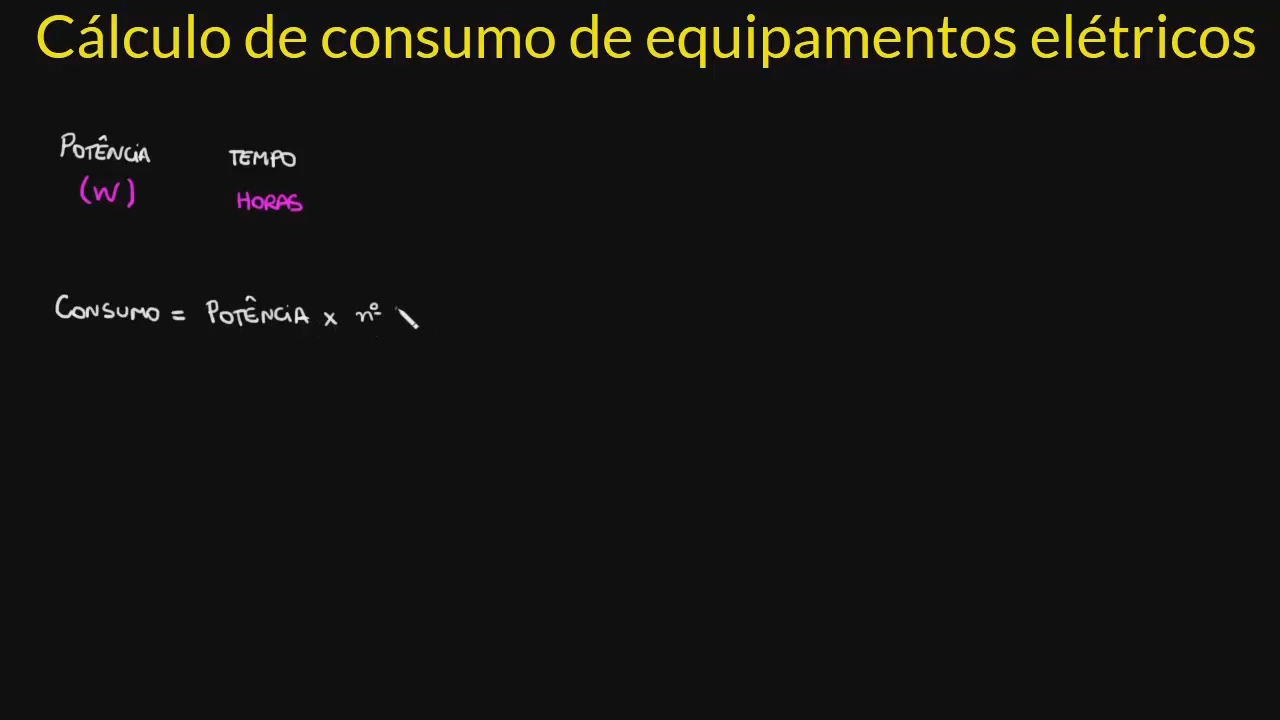 Cálculo de consumo de equipamentos elétricos
POTÊNCIA TEMPO
(W) HORAS
CONSUMO = POTÊNCIA x nº